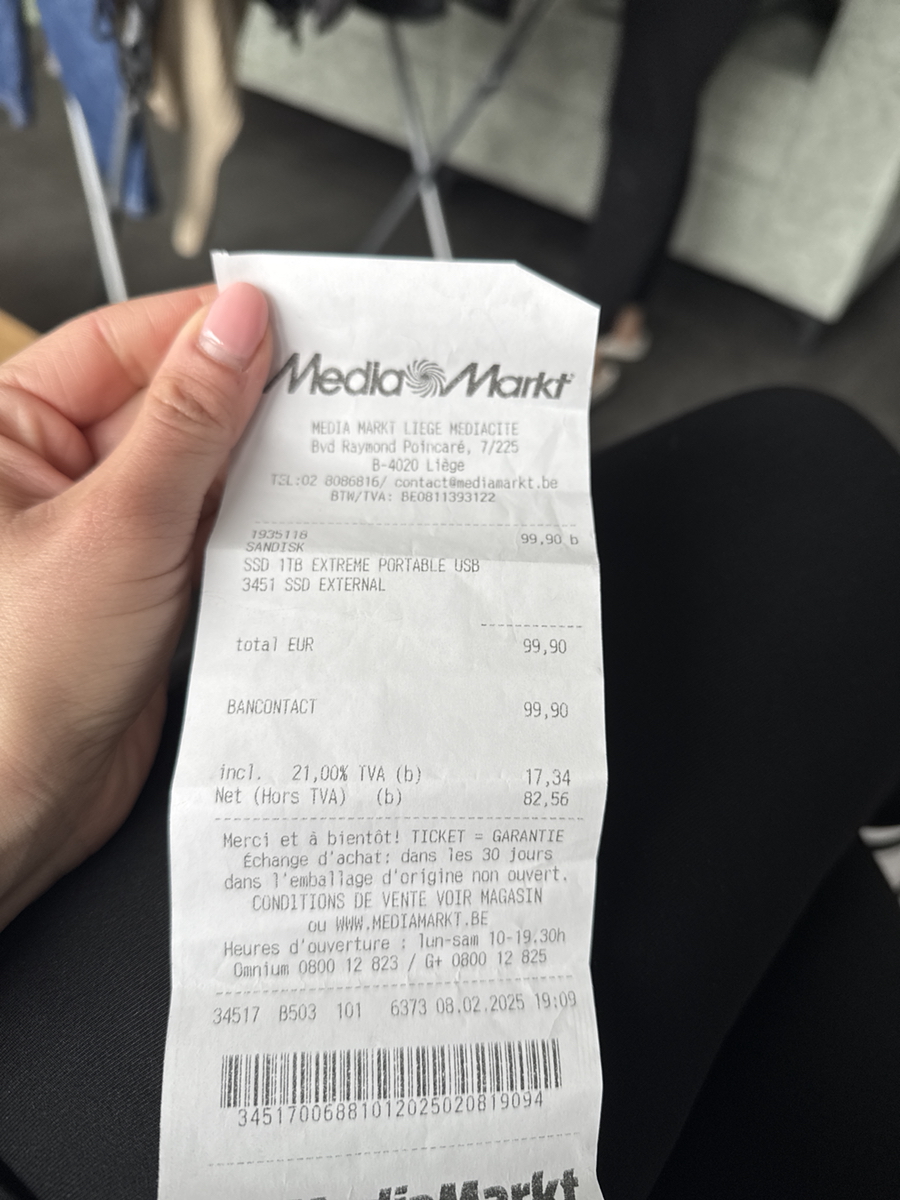 MediaMarkt
MEDIA MARKT LIEGE MEDIACITE
Bvd Raymond Poincaré, 7/225
B-4020 Liège
TEL:02 8086816/ contact@mediamarkt.be
BTW/TVA: BE0811393122
1935116 99,90 b
SANDISK
SSD 1TB EXTREME PORTABLE USB
3451 SSD EXTERNAL
total EUR 99,90
BANCONTACT 99,90
incl. 21,00% TVA (b) 17,34
Net (Hors TVA) (b) 82,56
Merci et à bientôt! TICKET = GARANTIE
Échange d'achat: dans les 30 jours
dans l'emballage d'origine non ouvert.
CONDITIONS DE VENTE VOIR MAGASIN
ou WWW.MEDIAMARKT.BE
Heures d'ouverture : lun-sam 10-19.30h
Omnium 0800 12 823 / G+ 0800 12 825
34517 B503 101 6373 08.02.2025 19:09
34517006881012025020819094
MediaMarkt